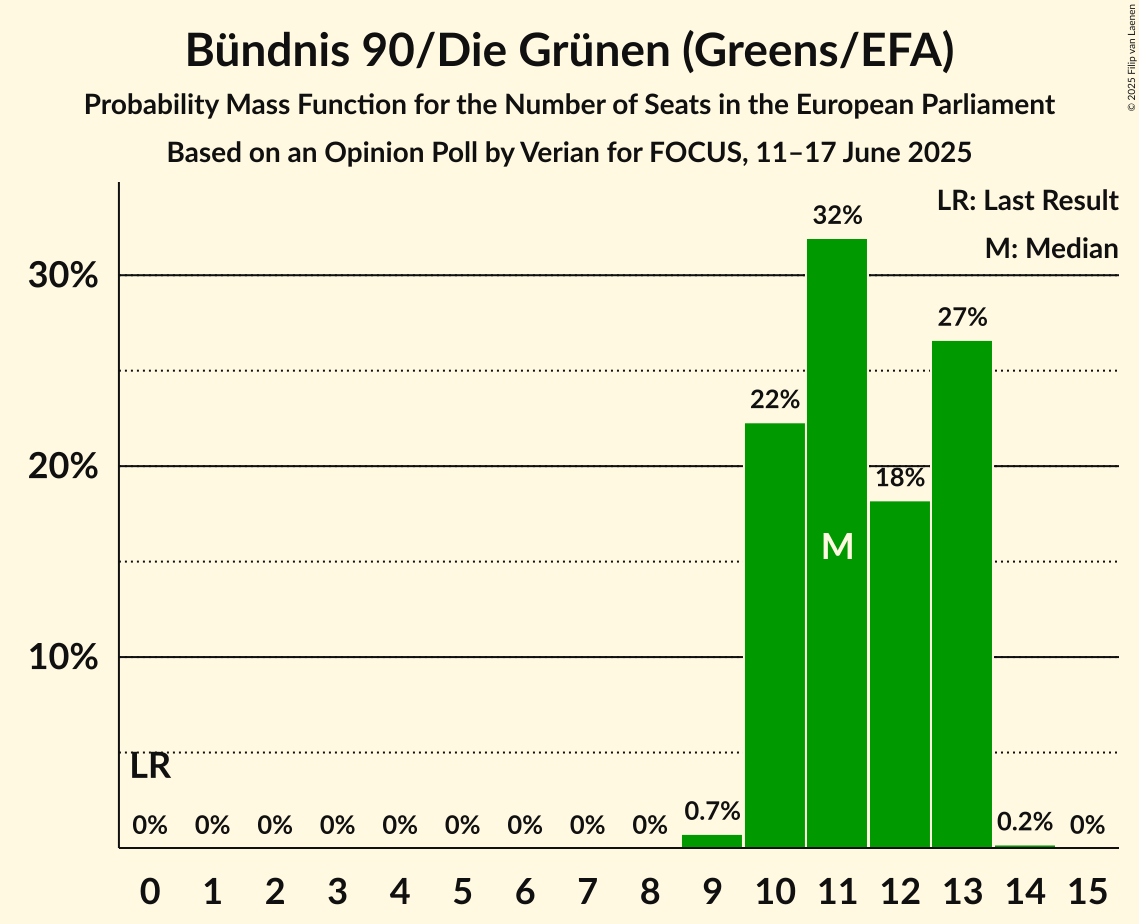 Bündnis 90/Die Grünen (Greens/EFA)
Probability Mass Function for the Number of Seats in the European Parliament
Based on an Opinion Poll by Verian for FOCUS, 11–17 June 2025
© 2025 Filip van Laenen
LR: Last Result
M: Median
30%
20%
10%
32%
27%
22%
18%
M
LR
0% 0% 0% 0% 0% 0% 0% 0% 0% 0.7% 0.2% 0%
0 1 2 3 4 5 6 7 8 9 10 11 12 13 14 15